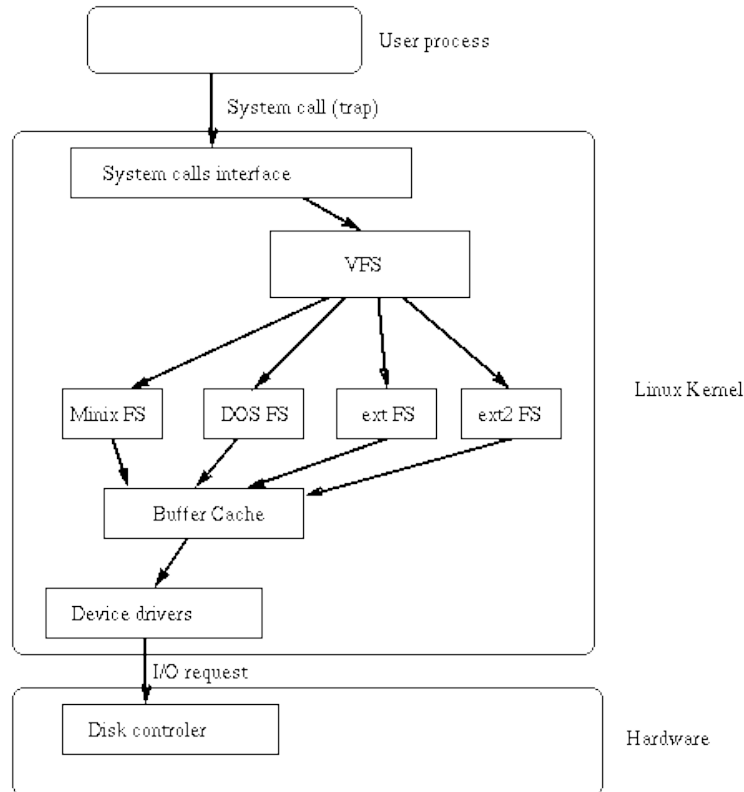 User process
System call (trap)
System calls interface
VFS
Minix FS
DOS FS
ext FS
ext2 FS
Linux Kernel
Buffer Cache
Device drivers
I/O request
Disk controler
Hardware